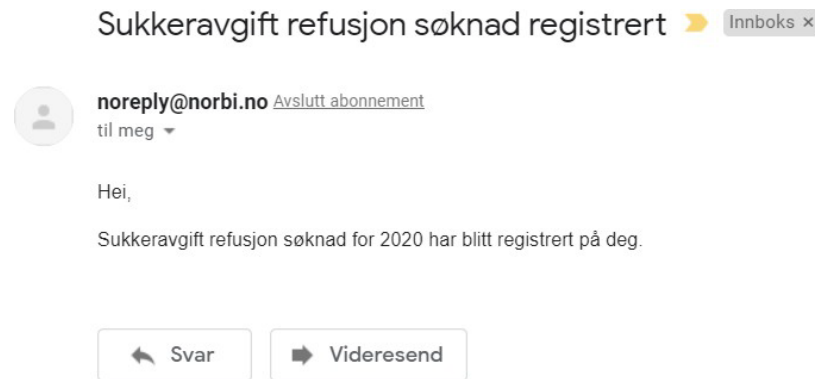 Sukkeravgift refusjon søknad registrert Innboks ×
noreply@norbi.no Avslutt abonnement
til meg
Hei,
Sukkeravgift refusjon søknad for 2020 har blitt registrert på deg.
Svar Videresend